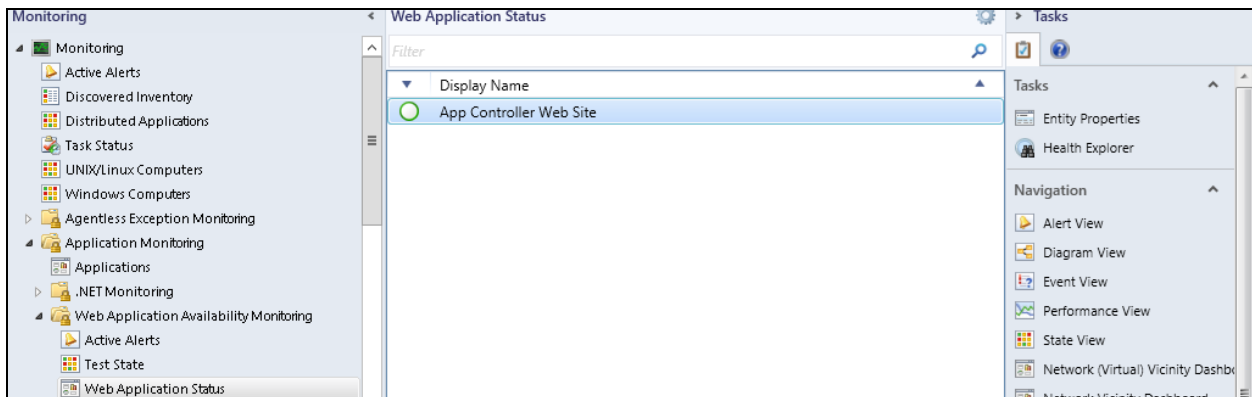 Monitoring
Monitoring
Active Alerts
Discovered Inventory
Distributed Applications
Task Status
UNIX/Linux Computers
Windows Computers
Agentless Exception Monitoring
Application Monitoring
Applications
.NET Monitoring
Web Application Availability Monitoring
Active Alerts
Test State
Web Application Status
Web Application Status
Filter
Display Name
App Controller Web Site
Tasks
Tasks
Entity Properties
Health Explorer
Navigation
Alert View
Diagram View
Event View
Performance View
State View
Network (Virtual) Vicinity Dashbo
Network Vicinity Dashboard